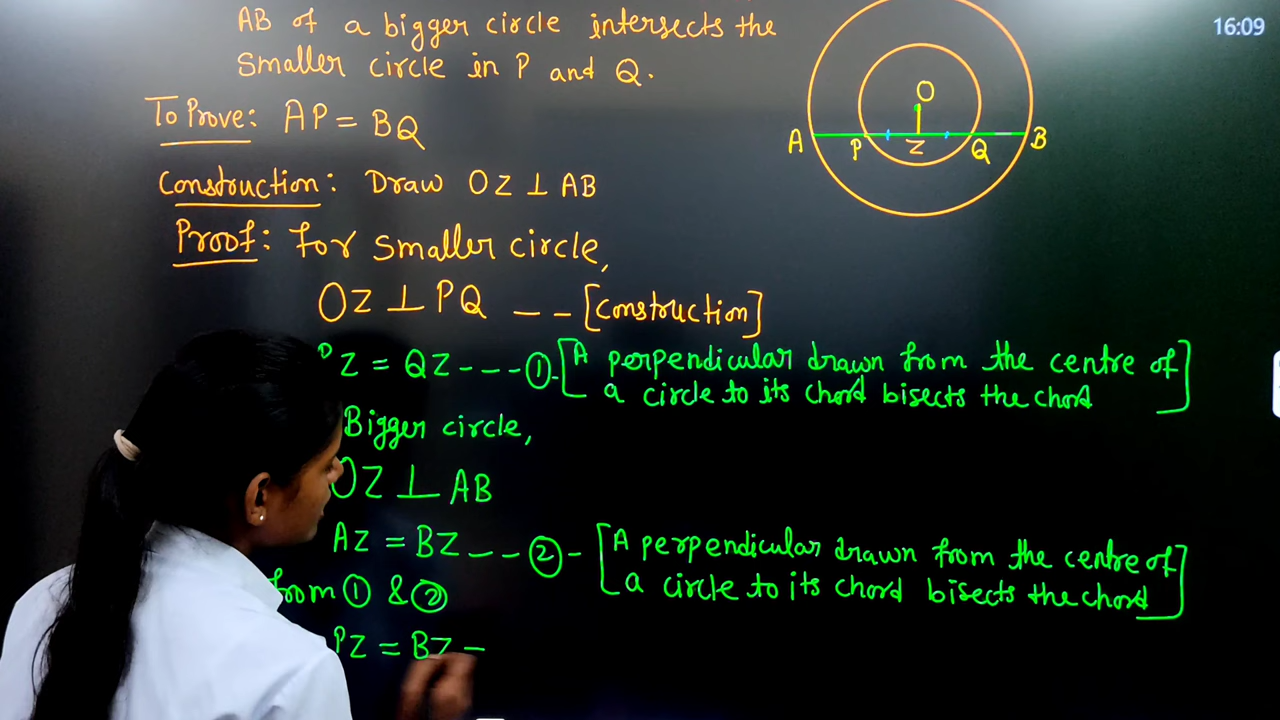 AB of a bigger circle intersects the
smaller circle in P and Q.
To Prove: AP = BQ
Construction: Draw OZ ⊥ AB
Proof: for smaller circle,
OZ ⊥ PQ -- [construction]
PZ = QZ --- ① [A perpendicular drawn from the centre of
a circle to its chord bisects the chord]
Bigger circle,
OZ ⊥ AB
AZ = BZ --- ② - [A perpendicular drawn from the centre of
a circle to its chord bisects the chord]
from ① & ②
PZ = BZ -
O
A P Z Q B
16:09